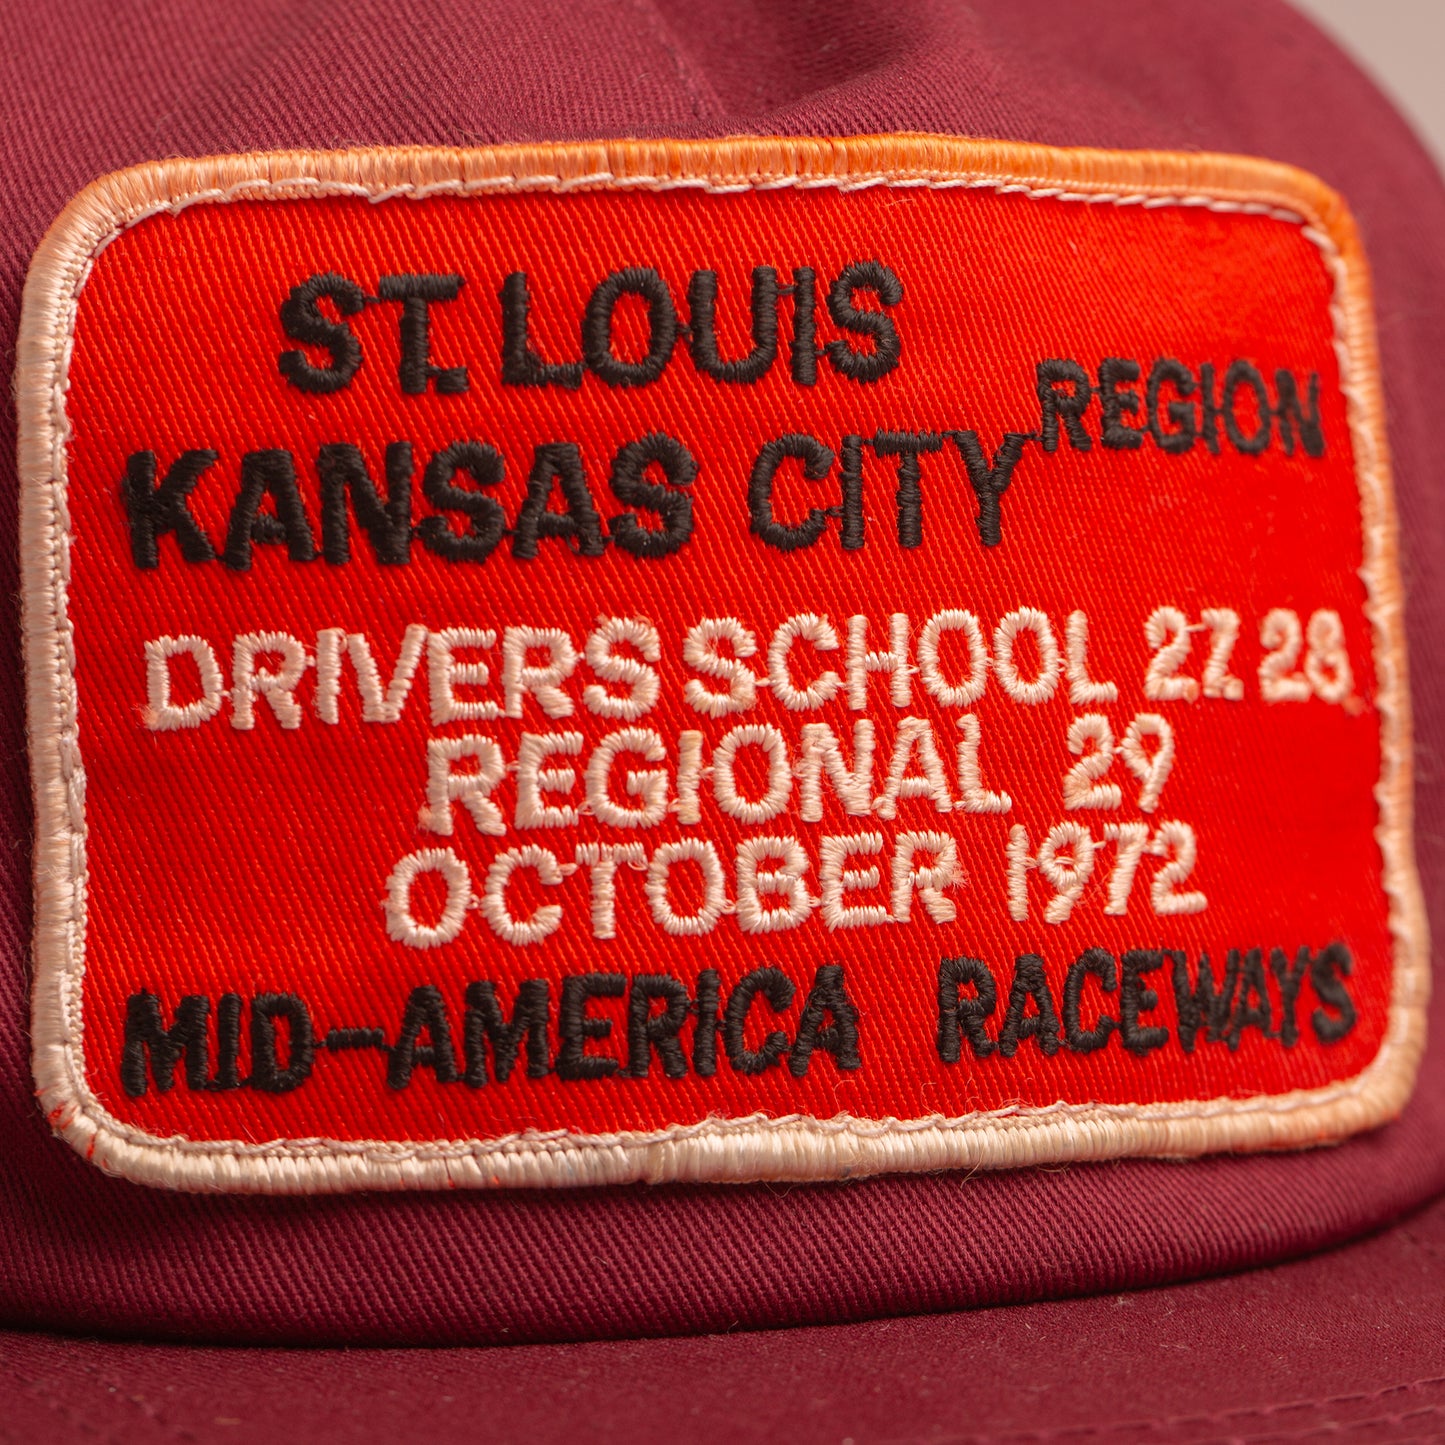 ST. LOUIS
KANSAS CITY REGION
DRIVERS SCHOOL 27. 28
REGIONAL 29
OCTOBER 1972
MID-AMERICA RACEWAYS